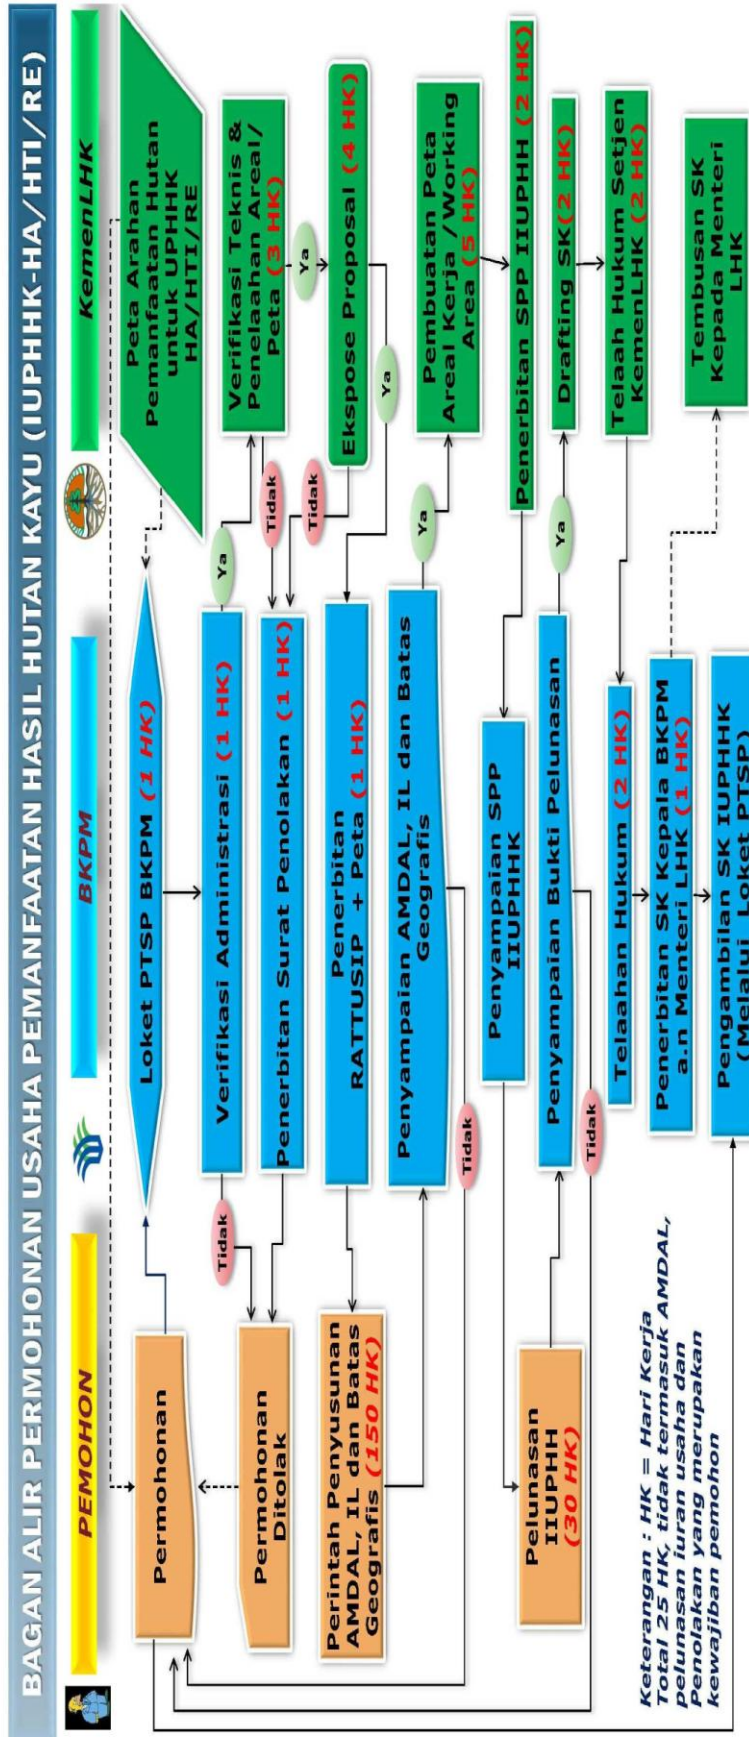 BAGAN ALIR PERMOHONAN USAHA PEMANFAATAN HASIL HUTAN KAYU (IUPHHK-HA/HTI/RE)
PEMOHON
BKPM
KemenLHK
Permohonan
Loket PTSP BKPM (1 HK)
Peta Arahan
Pemanfaatan Hutan
untuk UPHHK
HA/HTI/RE
Tidak
Verifikasi Administrasi (1 HK)
Ya
Verifikasi Teknis &
Penelaahan Areal/
Peta (3 HK)
Permohonan
Ditolak
Penerbitan Surat Penolakan (1 HK)
Tidak
Ya
Tidak
Ekspose Proposal (4 HK)
Perintah Penyusunan
AMDAL, IL dan Batas
Geografis (150 HK)
Penerbitan
RATTUSIP + Peta (1 HK)
Ya
Penyampaian AMDAL, IL dan Batas
Geografis
Ya
Pembuatan Peta
Areal Kerja /Working
Area (5 HK)
Tidak
Penyampaian SPP
IIUPHHK
Penerbitan SPP IIUPHH (2 HK)
Pelunasan
IIUPHH
(30 HK)
Penyampaian Bukti Pelunasan
Ya
Drafting SK(2 HK)
Tidak
Telaahan Hukum (2 HK)
Telaah Hukum Setjen
KemenLHK (2 HK)
Penerbitan SK Kepala BKPM
a.n Menteri LHK (1 HK)
Tembusan SK
Kepada Menteri
LHK
Pengambilan SK IUPHHK
(Melalui Loket PTSP)
Keterangan : HK = Hari Kerja
Total 25 HK, tidak termasuk AMDAL,
pelunasan iuran usaha dan
Penolakan yang merupakan
kewajiban pemohon